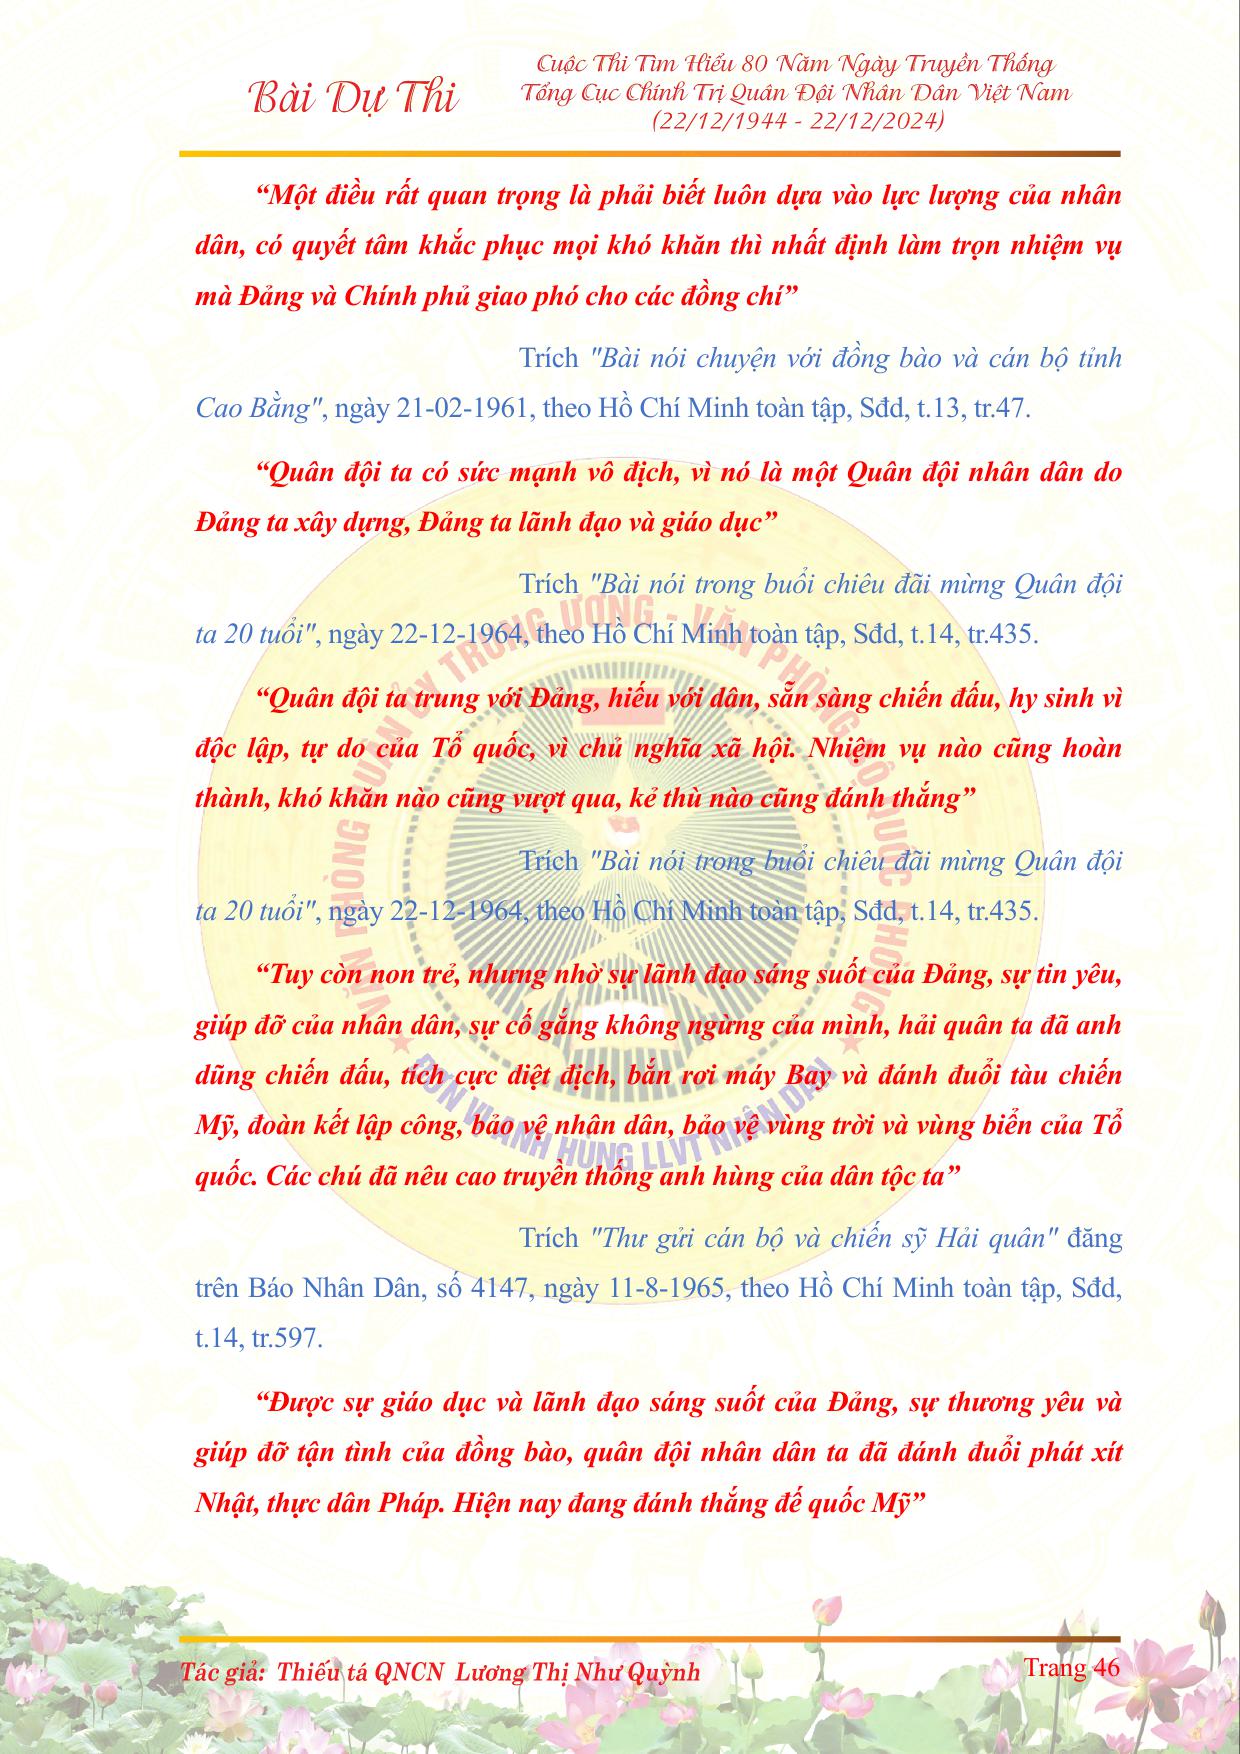 Bài Dự Thi
Cuộc Thi Tìm Hiểu 80 Năm Ngày Truyền Thống
Tổng Cục Chính Trị Quân Đội Nhân Dân Việt Nam
(22/12/1944 - 22/12/2024)
“Một điều rất quan trọng là phải biết luôn dựa vào lực lượng của nhân
dân, có quyết tâm khắc phục mọi khó khăn thì nhất định làm trọn nhiệm vụ
mà Đảng và Chính phủ giao phó cho các đồng chí”
Trích "Bài nói chuyện với đồng bào và cán bộ tỉnh
Cao Bằng", ngày 21-02-1961, theo Hồ Chí Minh toàn tập, Sđd, t.13, tr.47.
“Quân đội ta có sức mạnh vô địch, vì nó là một Quân đội nhân dân do
Đảng ta xây dựng, Đảng ta lãnh đạo và giáo dục”
Trích "Bài nói trong buổi chiêu đãi mừng Quân đội
ta 20 tuổi", ngày 22-12-1964, theo Hồ Chí Minh toàn tập, Sđd, t.14, tr.435.
“Quân đội ta trung với Đảng, hiếu với dân, sẵn sàng chiến đấu, hy sinh vì
độc lập, tự do của Tổ quốc, vì chủ nghĩa xã hội. Nhiệm vụ nào cũng hoàn
thành, khó khăn nào cũng vượt qua, kẻ thù nào cũng đánh thắng”
Trích "Bài nói trong buổi chiêu đãi mừng Quân đội
ta 20 tuổi", ngày 22-12-1964, theo Hồ Chí Minh toàn tập, Sđd, t.14, tr.435.
“Tuy còn non trẻ, nhưng nhờ sự lãnh đạo sáng suốt của Đảng, sự tin yêu,
giúp đỡ của nhân dân, sự cố gắng không ngừng của mình, hải quân ta đã anh
dũng chiến đấu, tích cực diệt địch, bắn rơi máy Bay và đánh đuổi tàu chiến
Mỹ, đoàn kết lập công, bảo vệ nhân dân, bảo vệ vùng trời và vùng biển của Tổ
quốc. Các chú đã nêu cao truyền thống anh hùng của dân tộc ta”
Trích "Thư gửi cán bộ và chiến sỹ Hải quân" đăng
trên Báo Nhân Dân, số 4147, ngày 11-8-1965, theo Hồ Chí Minh toàn tập, Sđd,
t.14, tr.597.
“Được sự giáo dục và lãnh đạo sáng suốt của Đảng, sự thương yêu và
giúp đỡ tận tình của đồng bào, quân đội nhân dân ta đã đánh đuổi phát xít
Nhật, thực dân Pháp. Hiện nay đang đánh thắng đế quốc Mỹ”
VĂN PHÒNG QUÂN ỦY TRUNG ƯƠNG - VĂN PHÒNG BỘ QUỐC PHÒNG
ĐƠN VỊ ANH HÙNG LLVT NHÂN DÂN
Tác giả: Thiếu tá QNCN Lương Thị Như Quỳnh
Trang 46